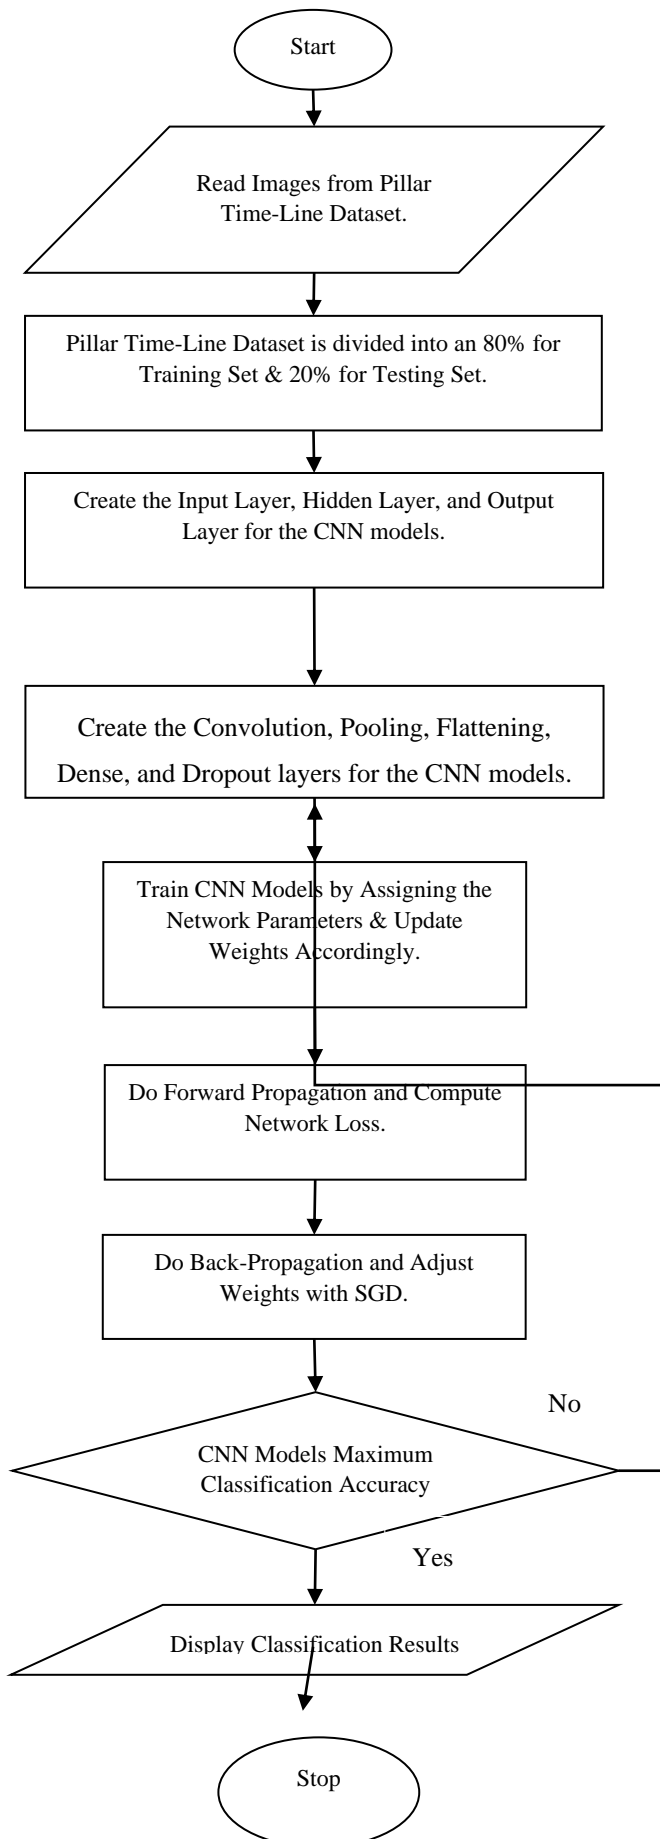 Start
Read Images from Pillar
Time-Line Dataset.
Pillar Time-Line Dataset is divided into an 80% for
Training Set & 20% for Testing Set.
Create the Input Layer, Hidden Layer, and Output
Layer for the CNN models.
Create the Convolution, Pooling, Flattening,
Dense, and Dropout layers for the CNN models.
Train CNN Models by Assigning the
Network Parameters & Update
Weights Accordingly.
Do Forward Propagation and Compute
Network Loss.
Do Back-Propagation and Adjust
Weights with SGD.
No
CNN Models Maximum
Classification Accuracy
Yes
Display Classification Results
Stop